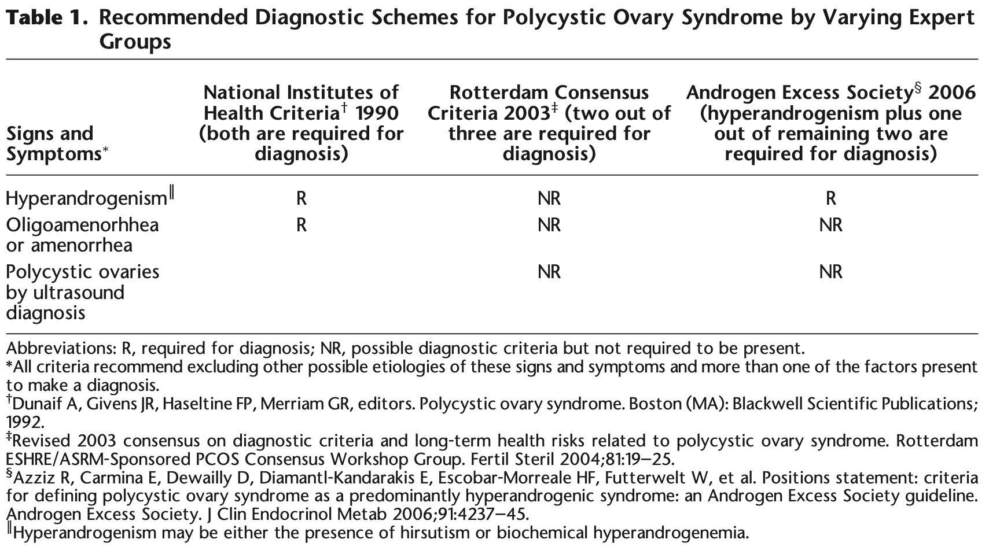 Table 1. Recommended Diagnostic Schemes for Polycystic Ovary Syndrome by Varying Expert
Groups
Signs and
Symptoms*
National Institutes of
Health Criteria† 1990
(both are required for
diagnosis)
Rotterdam Consensus
Criteria 2003‡ (two out of
three are required for
diagnosis)
Androgen Excess Society§ 2006
(hyperandrogenism plus one
out of remaining two are
required for diagnosis)
Hyperandrogenism‖ R NR R
Oligoamenorhhea R NR NR
or amenorrhea
Polycystic ovaries NR NR
by ultrasound
diagnosis
Abbreviations: R, required for diagnosis; NR, possible diagnostic criteria but not required to be present.
*All criteria recommend excluding other possible etiologies of these signs and symptoms and more than one of the factors present
to make a diagnosis.
†Dunaif A, Givens JR, Haseltine FP, Merriam GR, editors. Polycystic ovary syndrome. Boston (MA): Blackwell Scientific Publications;
1992.
‡Revised 2003 consensus on diagnostic criteria and long-term health risks related to polycystic ovary syndrome. Rotterdam
ESHRE/ASRM-Sponsored PCOS Consensus Workshop Group. Fertil Steril 2004;81:19–25.
§Azziz R, Carmina E, Dewailly D, Diamantl-Kandarakis E, Escobar-Morreale HF, Futterwelt W, et al. Positions statement: criteria
for defining polycystic ovary syndrome as a predominantly hyperandrogenic syndrome: an Androgen Excess Society guideline.
Androgen Excess Society. J Clin Endocrinol Metab 2006;91:4237–45.
‖Hyperandrogenism may be either the presence of hirsutism or biochemical hyperandrogenemia.